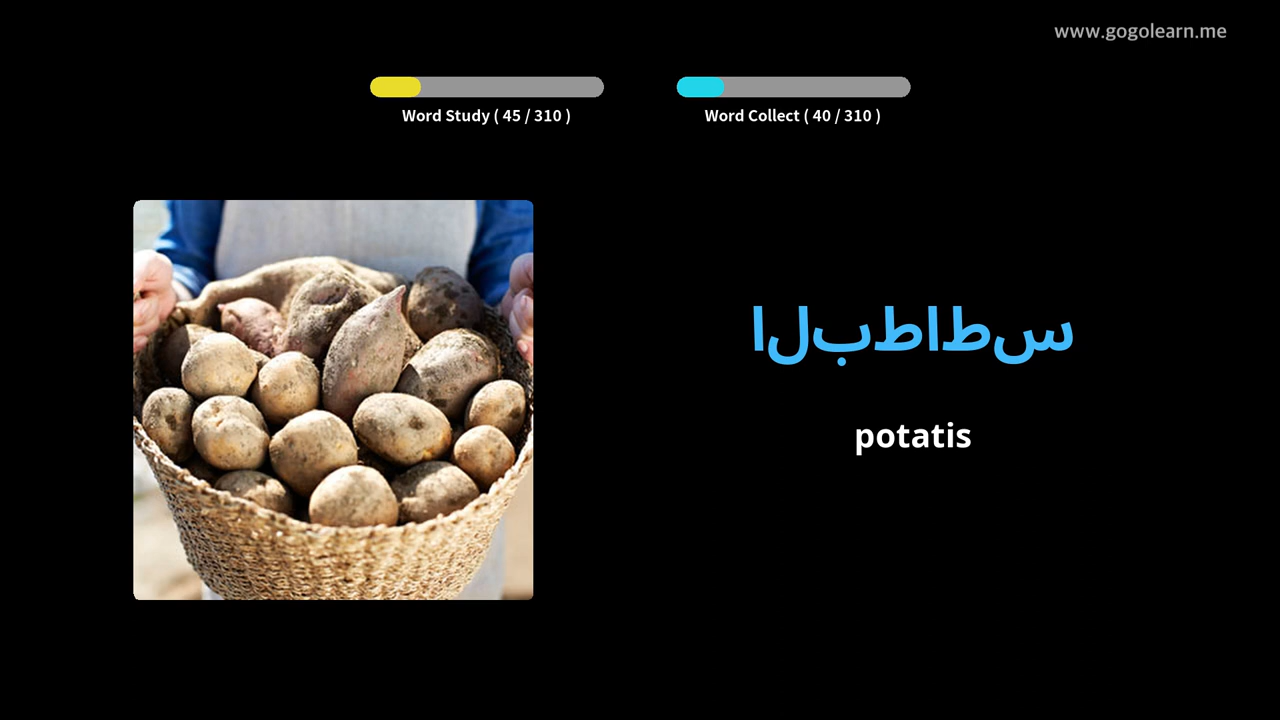 www.gogolearn.me
Word Study ( 45 / 310 )
Word Collect ( 40 / 310 )
البطاطس
potatis